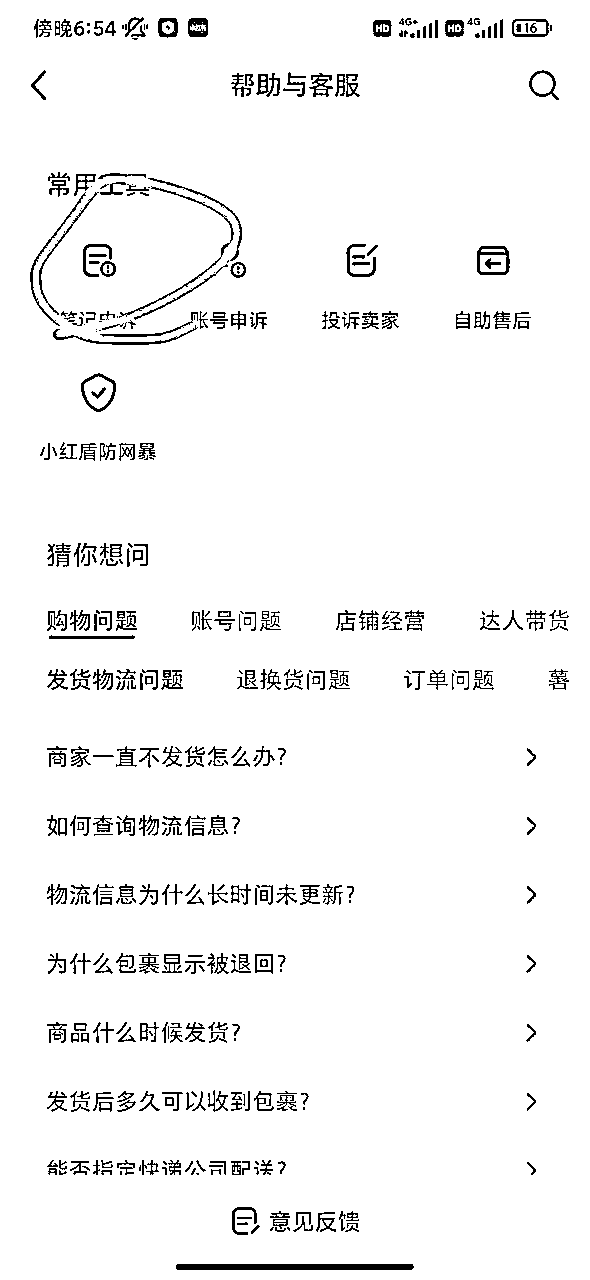 傍晚6:54 HD 4G+ HD 4G 16
帮助与客服
常用工具
笔记申诉 账号申诉 投诉卖家 自助售后
小红盾防网暴
猜你想问
购物问题 账号问题 店铺经营 达人带货
发货物流问题 退换货问题 订单问题 薯
商家一直不发货怎么办?
如何查询物流信息?
物流信息为什么长时间未更新?
为什么包裹显示被退回?
商品什么时候发货?
发货后多久可以收到包裹?
能否指定快递公司配送?
意见反馈